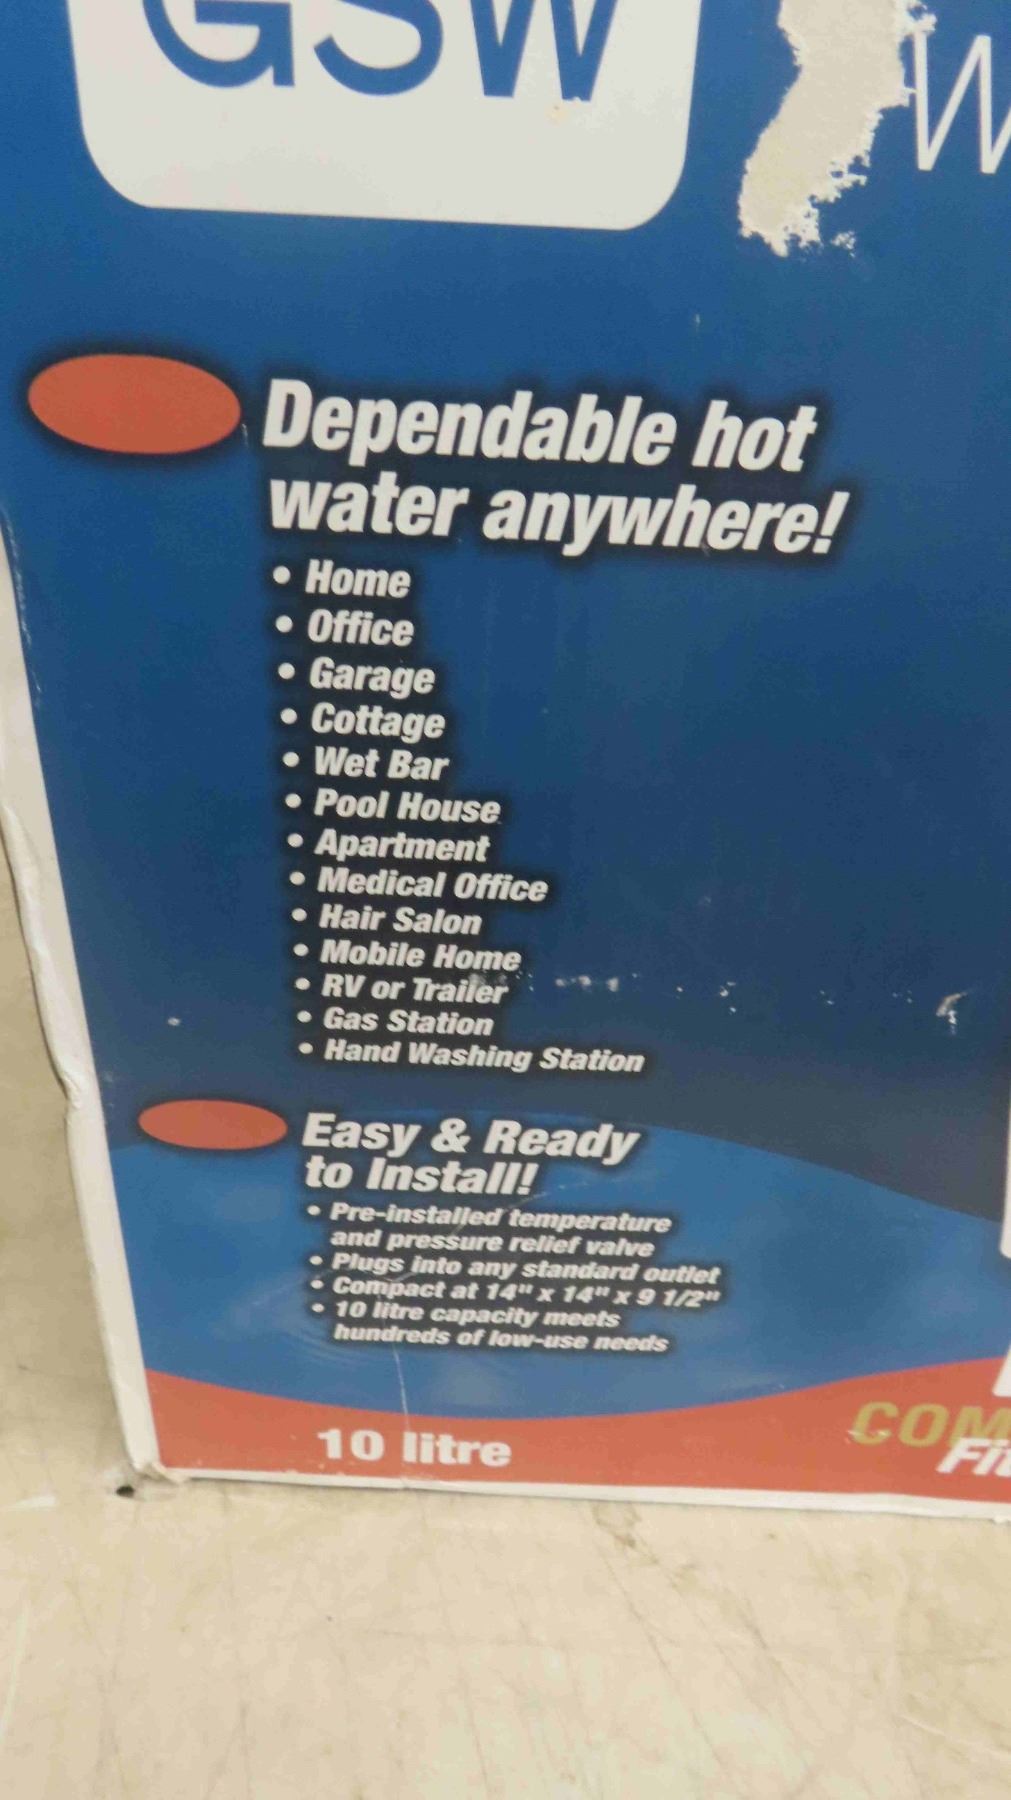 GSW
W
Dependable hot
water anywhere!
• Home
• Office
• Garage
• Cottage
• Wet Bar
• Pool House
• Apartment
• Medical Office
• Hair Salon
• Mobile Home
• RV or Trailer
• Gas Station
• Hand Washing Station
Easy & Ready
to Install!
• Pre-installed temperature
and pressure relief valve
• Plugs into any standard outlet
• Compact at 14" x 14" x 9 1/2"
• 10 litre capacity meets
hundreds of low-use needs
10 litre
COM
Fit